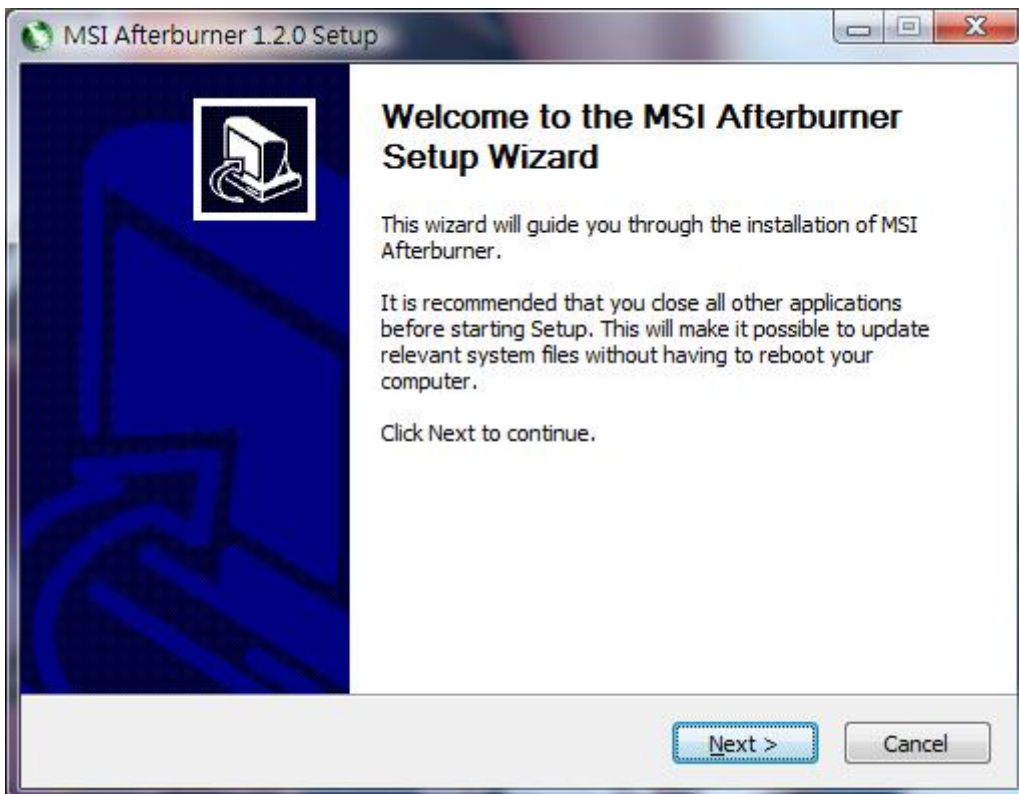 MSI Afterburner 1.2.0 Setup
Welcome to the MSI Afterburner
Setup Wizard
This wizard will guide you through the installation of MSI
Afterburner.
It is recommended that you close all other applications
before starting Setup. This will make it possible to update
relevant system files without having to reboot your
computer.
Click Next to continue.
Next >
Cancel